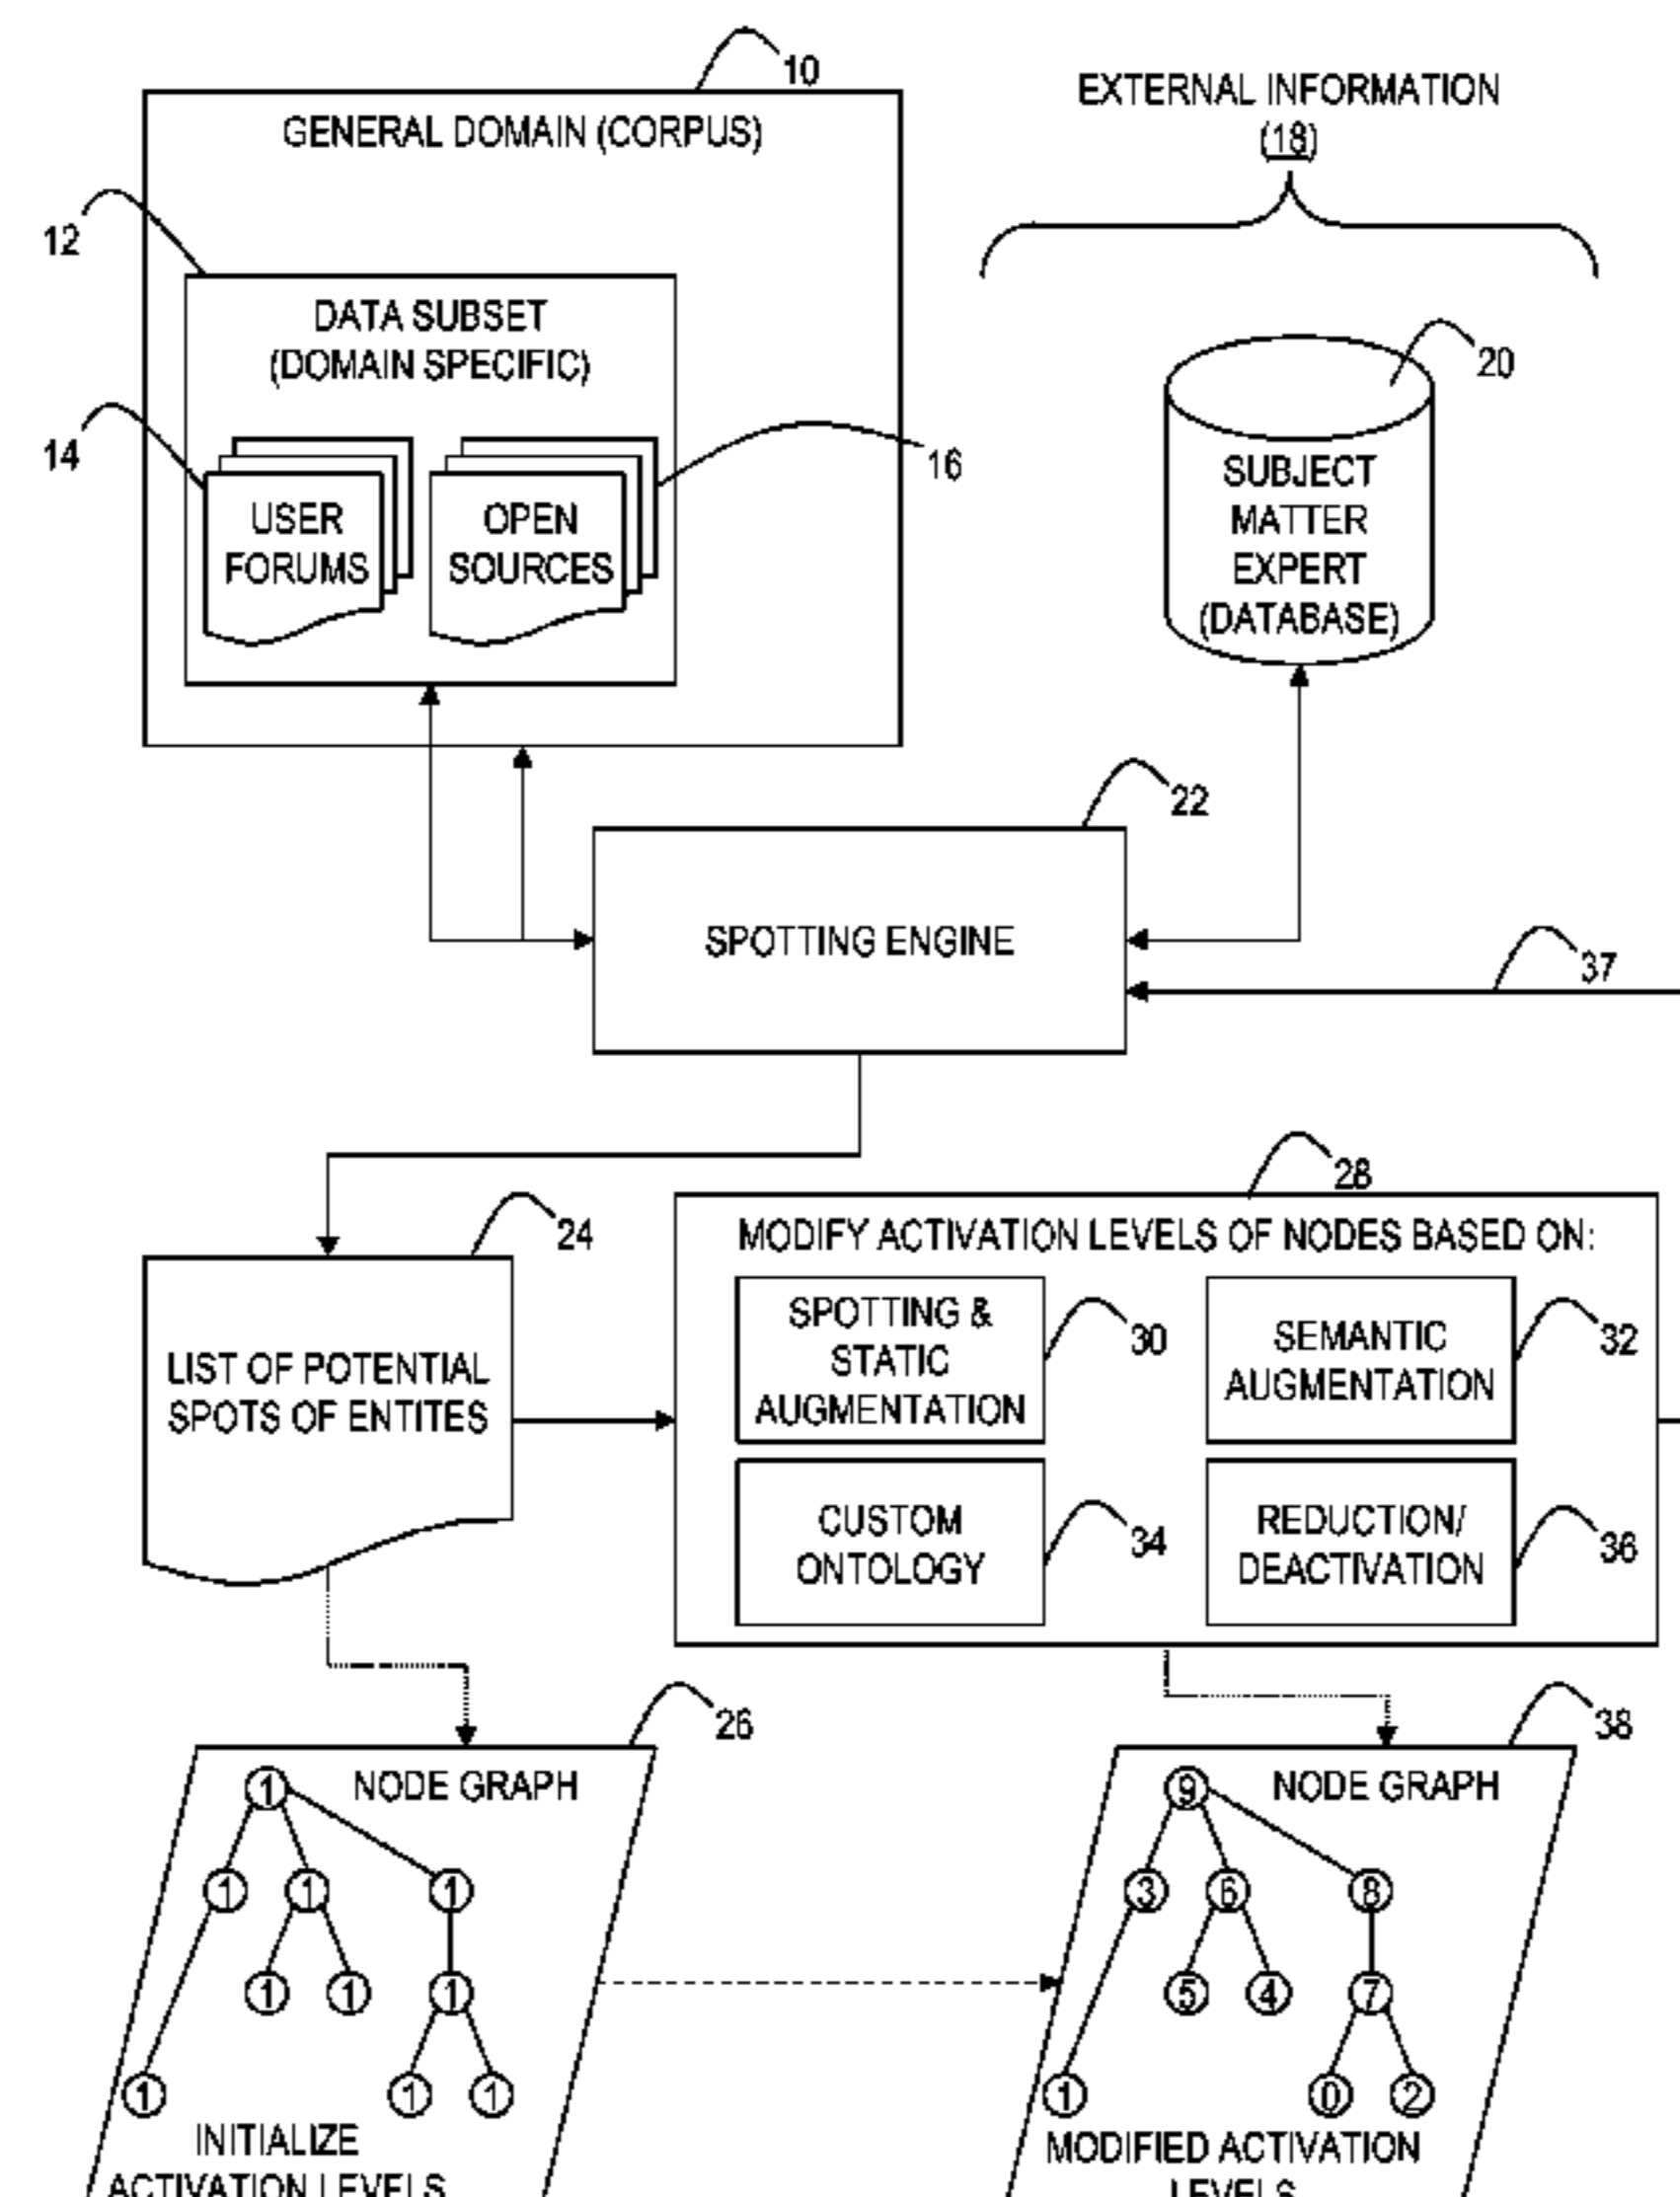 10
GENERAL DOMAIN (CORPUS)
EXTERNAL INFORMATION
(18)
12
DATA SUBSET
(DOMAIN SPECIFIC)
20
14
16
USER
FORUMS
OPEN
SOURCES
SUBJECT
MATTER
EXPERT
(DATABASE)
22
SPOTTING ENGINE
37
28
24
MODIFY ACTIVATION LEVELS OF NODES BASED ON:
LIST OF POTENTIAL
SPOTS OF ENTITES
SPOTTING &
STATIC
AUGMENTATION
30
SEMANTIC
AUGMENTATION
32
CUSTOM
ONTOLOGY
34
REDUCTION/
DEACTIVATION
36
26
38
1
NODE GRAPH
1 1 1
1 1 1
1 1 1
INITIALIZE
ACTIVATION LEVELS
9
NODE GRAPH
3 6 8
5 4 7
1 0 2
MODIFIED ACTIVATION
LEVELS